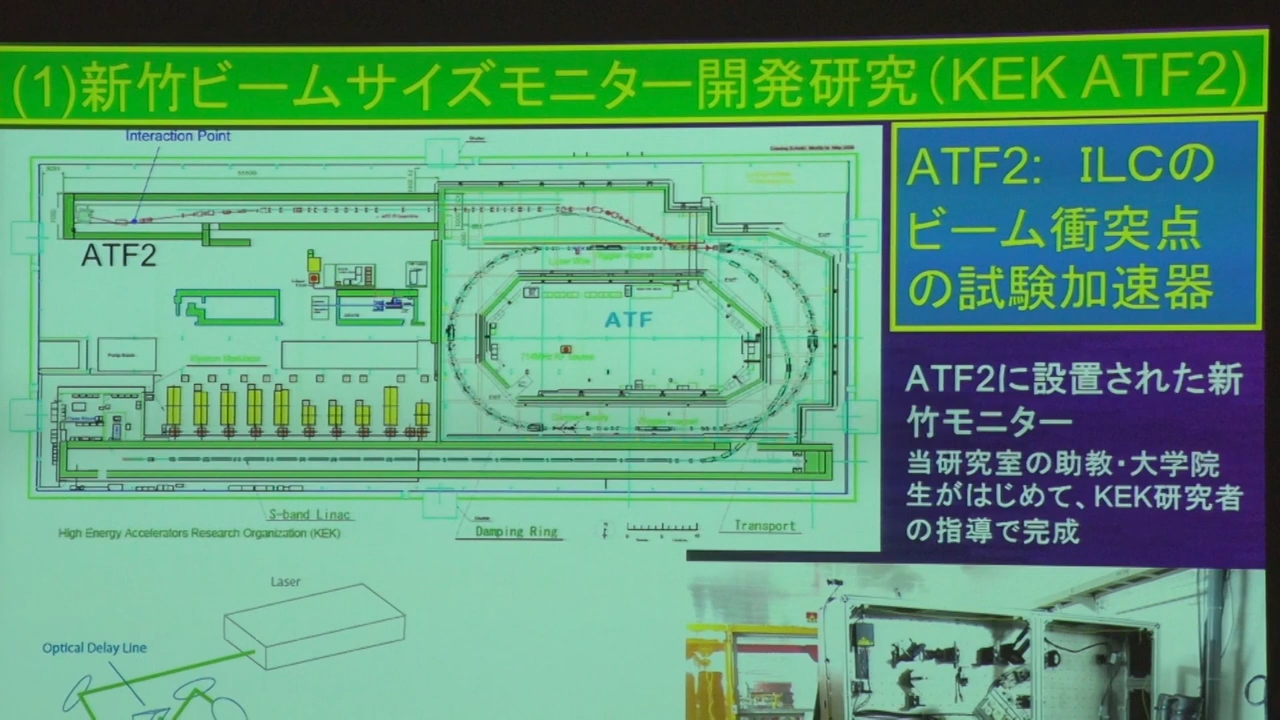 (1)新竹ビームサイズモニター開発研究(KEK ATF2)
Interaction Point
ATF2
ATF
EXIT
EXIT
EXIT
S-band Linac
Damping Ring
Transport
High Energy Accelerators Research Organization (KEK)
ATF2: ILCの
ビーム衝突点
の試験加速器
ATF2に設置された新
竹モニター
当研究室の助教・大学院
生がはじめて、KEK研究者
の指導で完成
Laser
Optical Delay Line